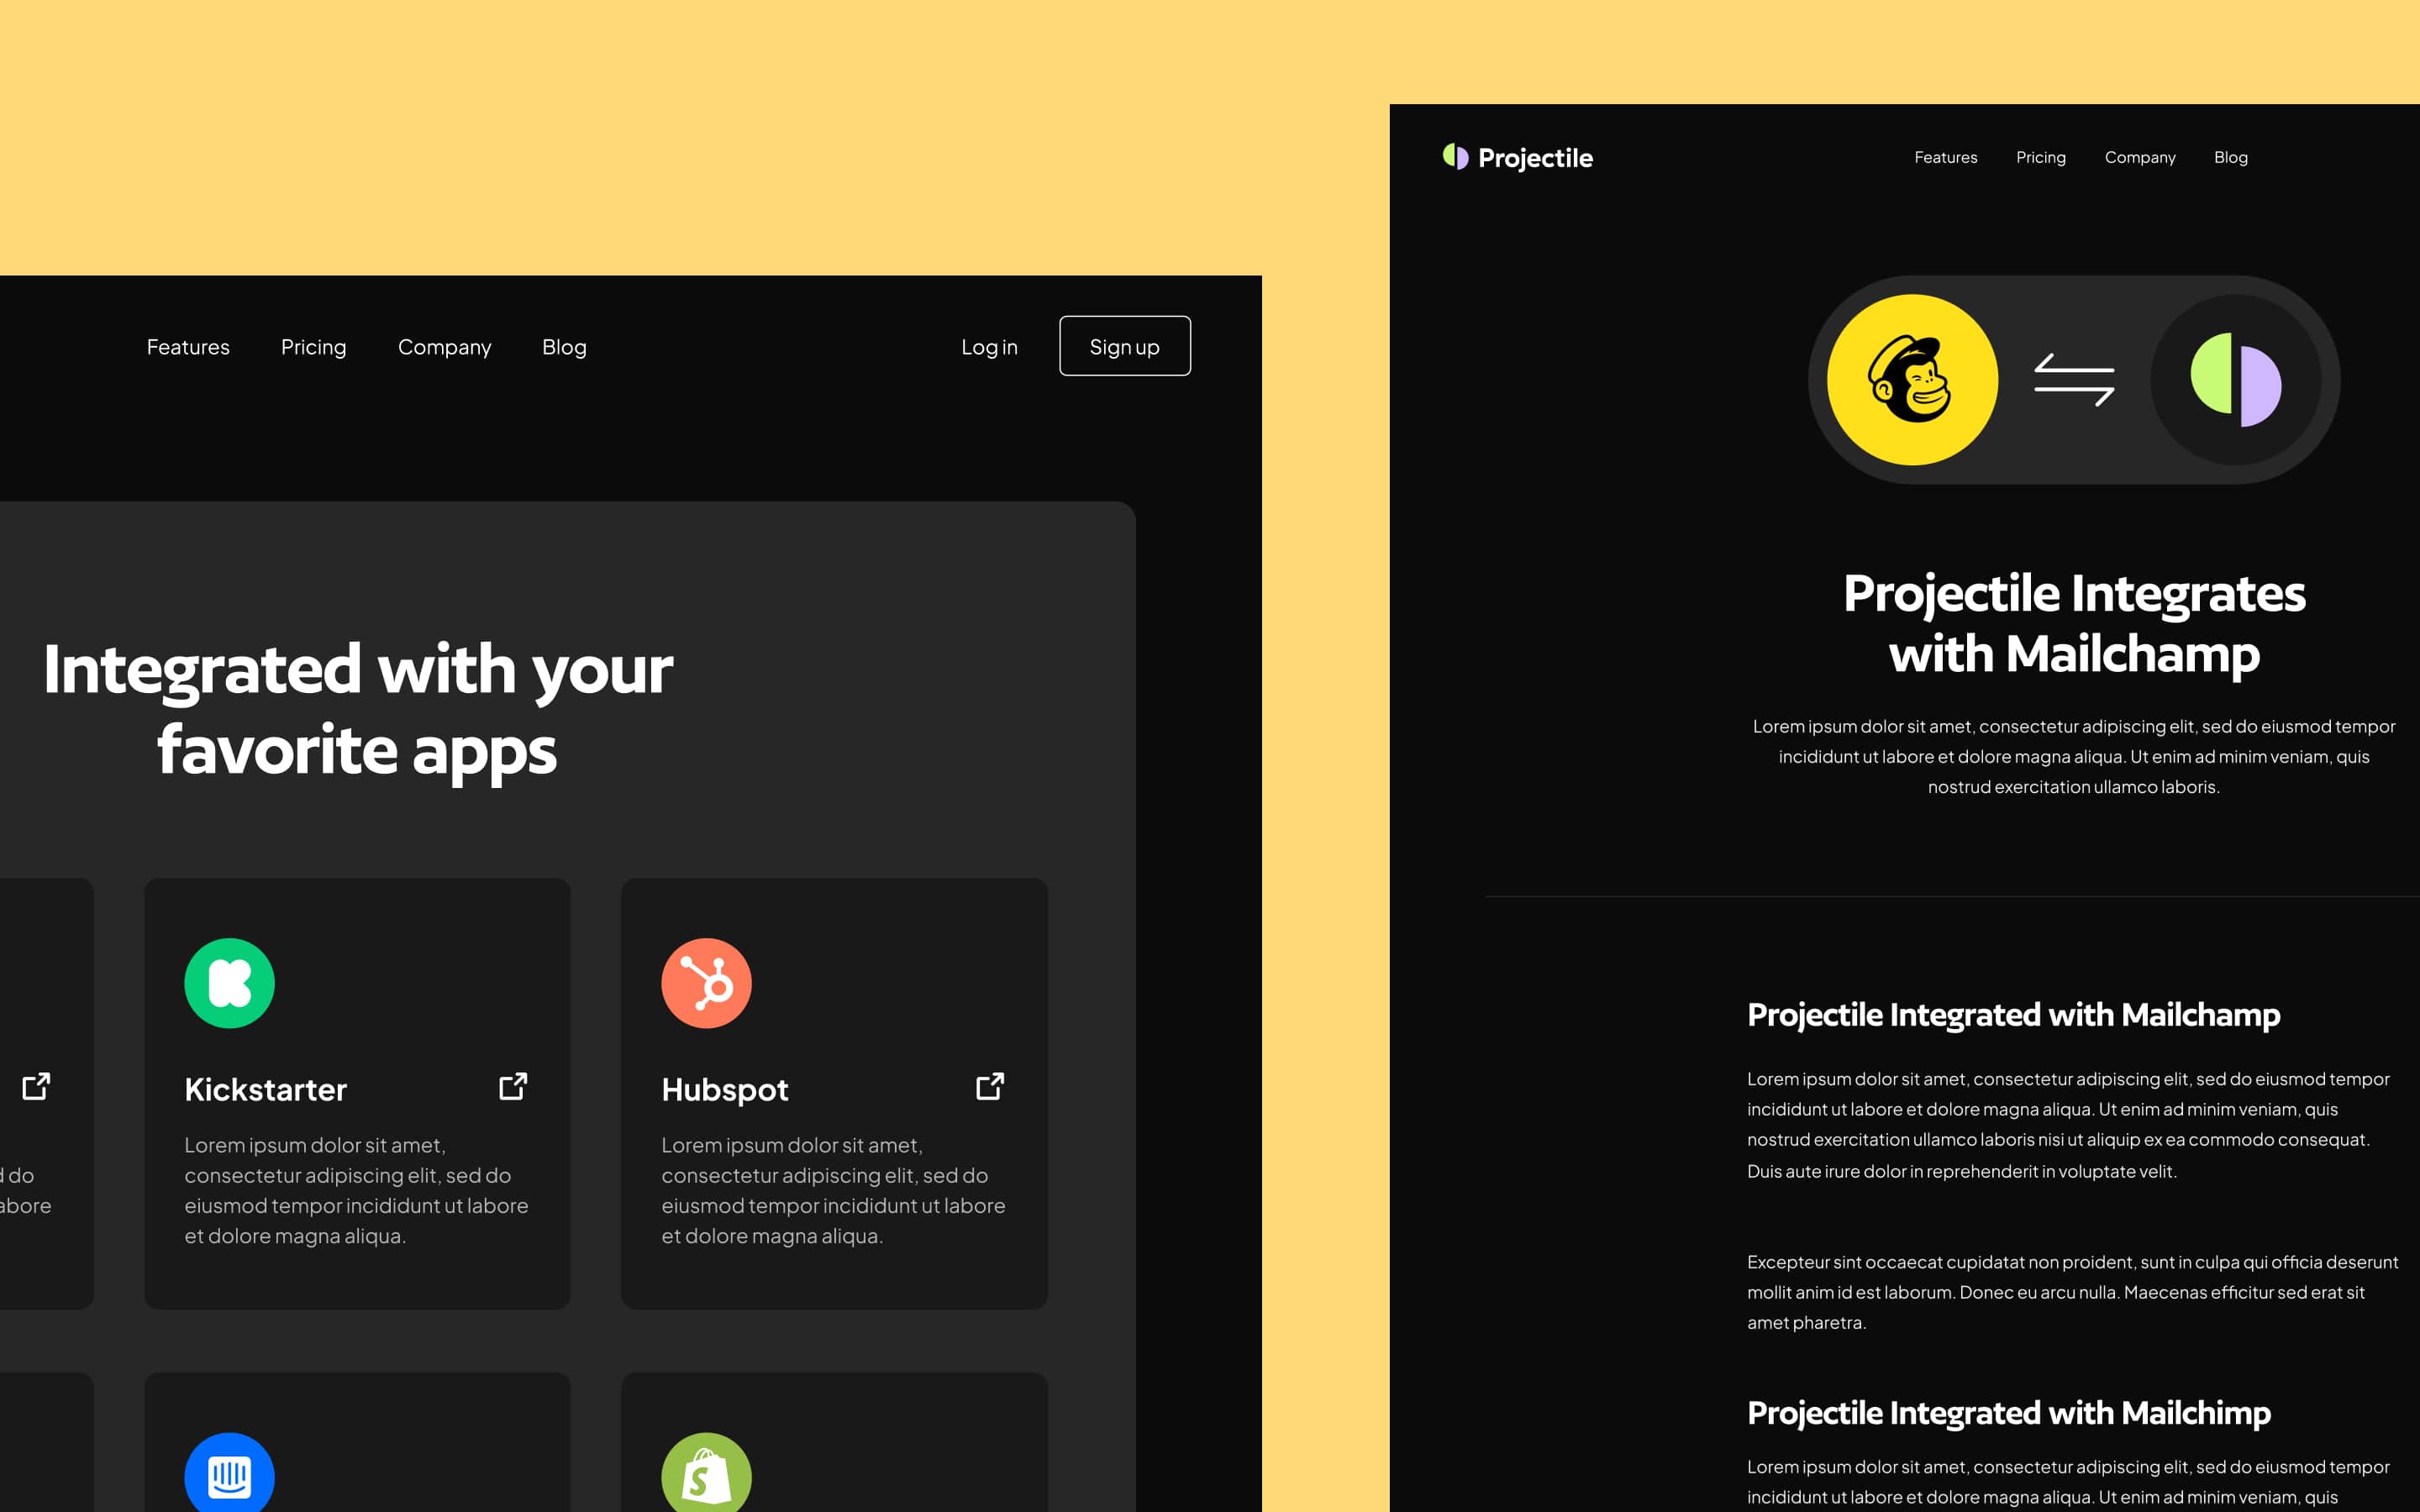 Features Pricing Company Blog Log in Sign up
Integrated with your
favorite apps
Kickstarter
Lorem ipsum dolor sit amet,
consectetur adipiscing elit, sed do
eiusmod tempor incididunt ut labore
et dolore magna aliqua.
Hubspot
Lorem ipsum dolor sit amet,
consectetur adipiscing elit, sed do
eiusmod tempor incididunt ut labore
et dolore magna aliqua.
Projectile Features Pricing Company Blog
Projectile Integrates
with Mailchamp
Lorem ipsum dolor sit amet, consectetur adipiscing elit, sed do eiusmod tempor
incididunt ut labore et dolore magna aliqua. Ut enim ad minim veniam, quis
nostrud exercitation ullamco laboris.
Projectile Integrated with Mailchamp
Lorem ipsum dolor sit amet, consectetur adipiscing elit, sed do eiusmod tempor
incididunt ut labore et dolore magna aliqua. Ut enim ad minim veniam, quis
nostrud exercitation ullamco laboris nisi ut aliquip ex ea commodo consequat.
Duis aute irure dolor in reprehenderit in voluptate velit.
Excepteur sint occaecat cupidatat non proident, sunt in culpa qui officia deserunt
mollit anim id est laborum. Donec eu arcu nulla. Maecenas efficitur sed erat sit
amet pharetra.
Projectile Integrated with Mailchimp
Lorem ipsum dolor sit amet, consectetur adipiscing elit, sed do eiusmod tempor
incididunt ut labore et dolore magna aliqua. Ut enim ad minim veniam, quis